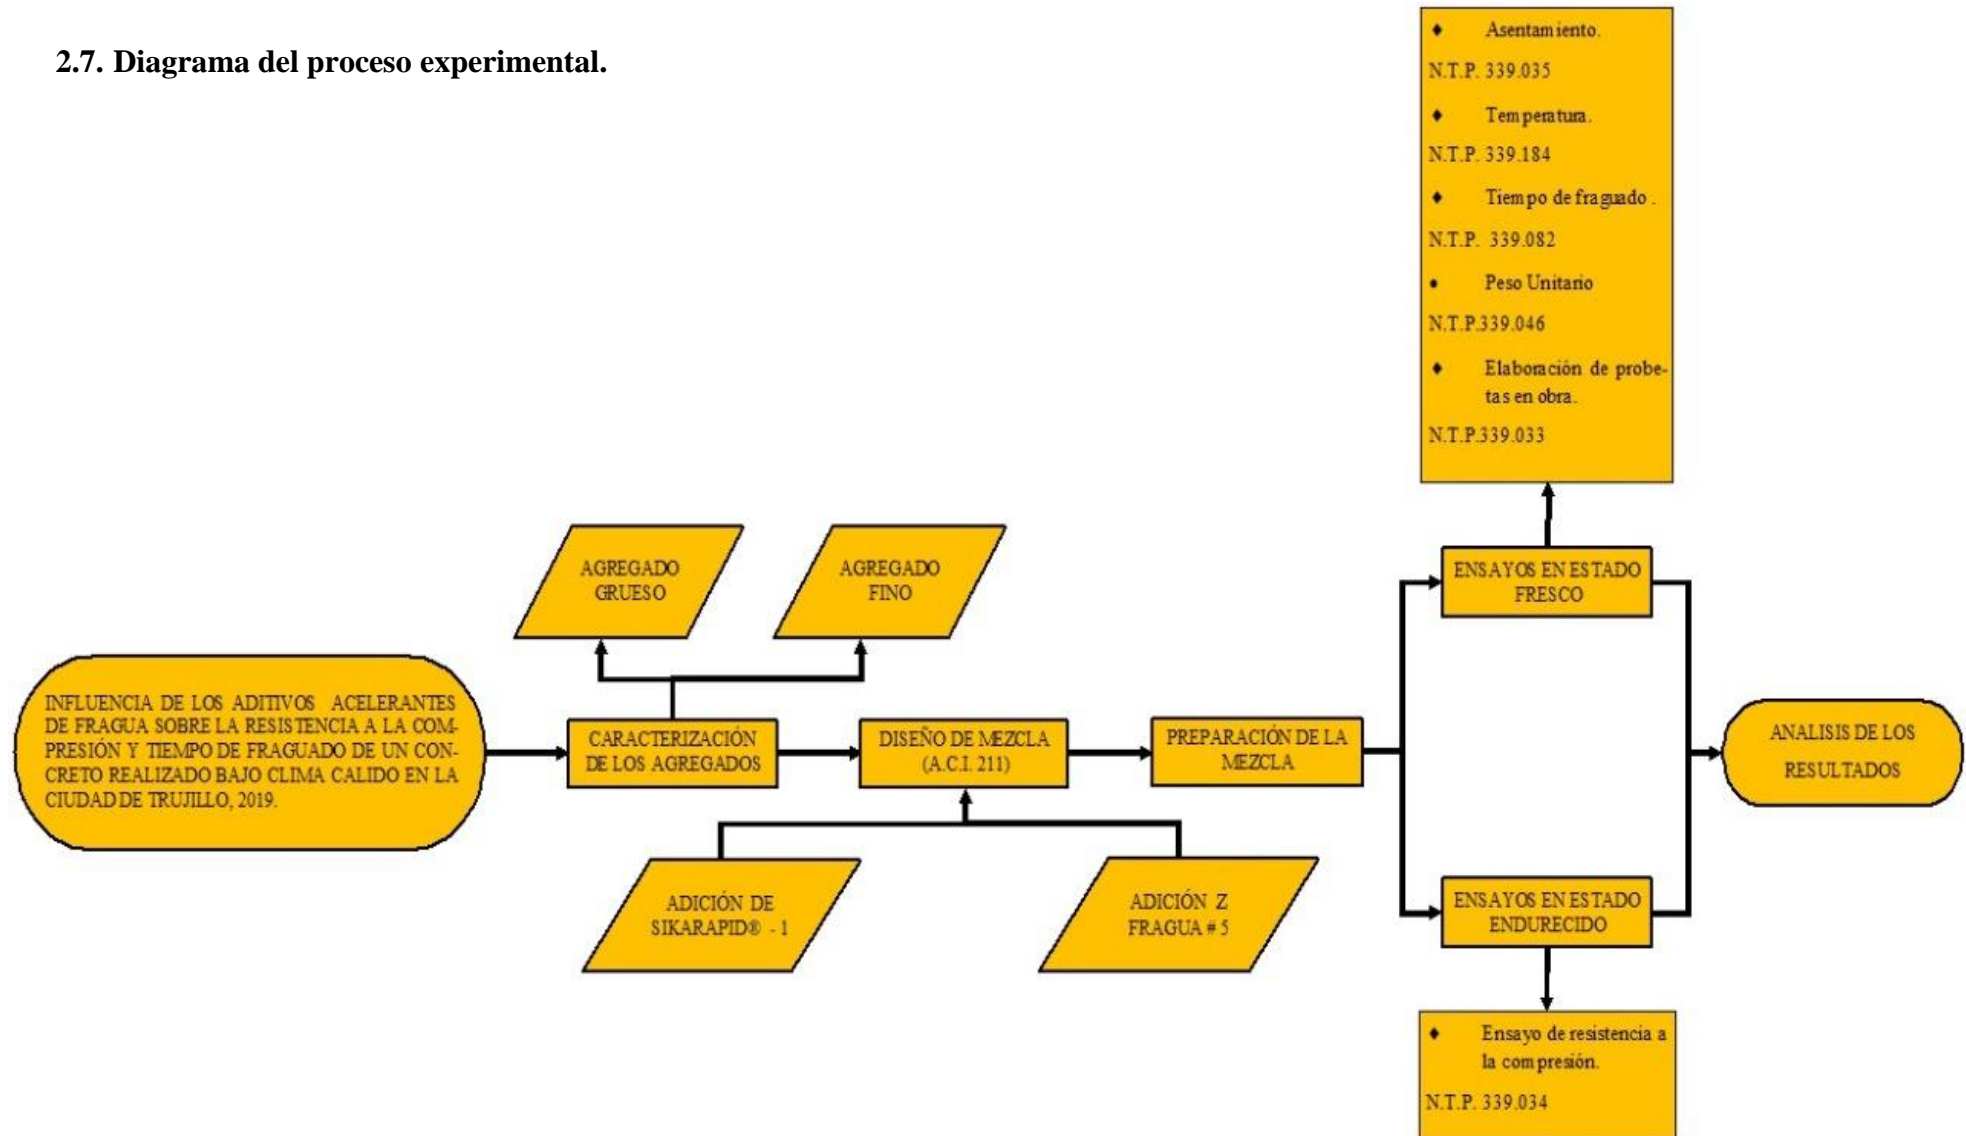 2.7. Diagrama del proceso experimental.
♦ Asentamiento.
N.T.P. 339.035
♦ Temperatura.
N.T.P. 339.184
♦ Tiempo de fraguado .
N.T.P. 339.082
• Peso Unitario
N.T.P.339.046
♦ Elaboración de probe-
tas en obra.
N.T.P.339.033
AGREGADO
GRUESO
AGREGADO
FINO
ENSAYOS EN ESTADO
FRESCO
INFLUENCIA DE LOS ADITIVOS ACELERANTES
DE FRAGUA SOBRE LA RESISTENCIA A LA COM-
PRESIÓN Y TIEMPO DE FRAGUADO DE UN CON-
CRETO REALIZADO BAJO CLIMA CALIDO EN LA
CIUDAD DE TRUJILLO, 2019.
CARACTERIZACIÓN
DE LOS AGREGADOS
DISEÑO DE MEZCLA
(A.C.I. 211)
PREPARACIÓN DE LA
MEZCLA
ANALISIS DE LOS
RESULTADOS
ADICIÓN DE
SIKARAPID® - 1
ADICIÓN Z
FRAGUA # 5
ENSAYOS EN ESTADO
ENDURECIDO
♦ Ensayo de resistencia a
la compresión.
N.T.P. 339.034